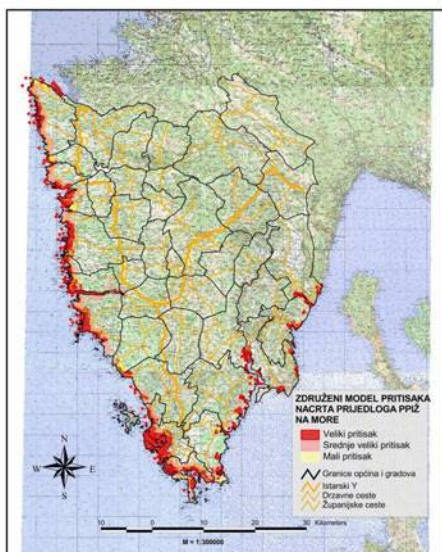 ZDRUŽENI MODEL PRITISAKA
NACRTA PRIJEDLOGA PPIŽ
NA MORE
Veliki pritisak
Srednje veliki pritisak
Mali pritisak
Granice općina i gradova
Istarski Y
Drzavne ceste
Županijske ceste
N
W
E
S
10 0 10 20 30 Kilometers
M = 1:300000